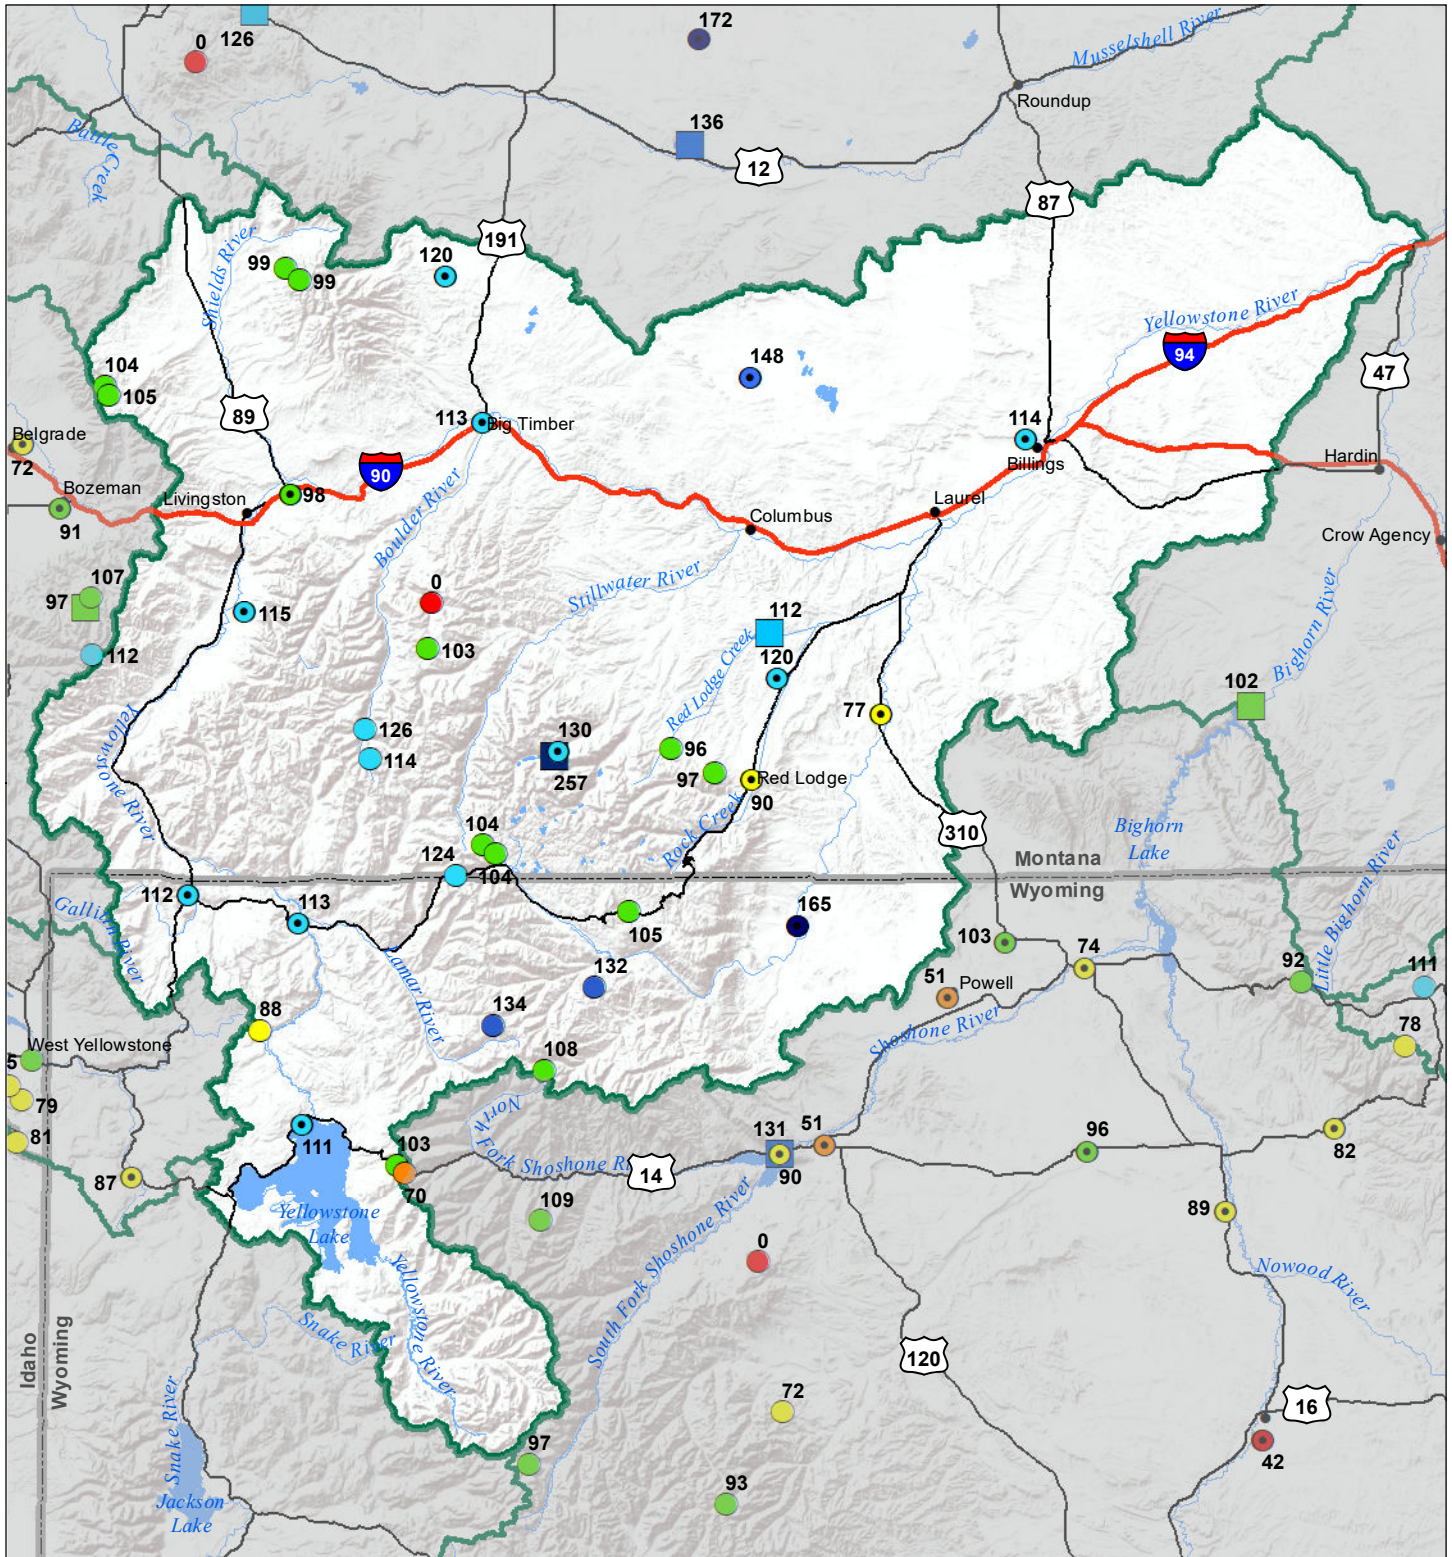 0
126
172
Musselshell River
Roundup
Battle Creek
136
12
87
191
Shields River
99
99
120
Yellowstone River
94
148
47
104
105
89
113
Big Timber
114
Billings
Belgrade
72
90
Hardin
Bozeman
91
Livingston
98
Laurel
Columbus
Crow Agency
Boulder River
Stillwater River
0
107
97
115
112
Bighorn River
103
112
Red Lodge Creek
120
102
77
Yellowstone River
126
114
130
257
96
97
Red Lodge
90
Rock Creek
310
Bighorn
Lake
104
124
104
Montana
Wyoming
Little Bighorn River
112
113
Gallitin River
105
165
103
74
92
111
Lamar River
132
51
Powell
134
Shoshone River
88
78
West Yellowstone
108
5
79
North Fork Shoshone Ri
81
111
103
70
131
90
51
96
82
14
87
109
89
Yellowstone
Lake
South Fork Shoshone River
0
Nowood River
Yellowstone River
Snake River
Idaho
Wyoming
120
Snake River
72
16
42
97
93
Jackson
Lake